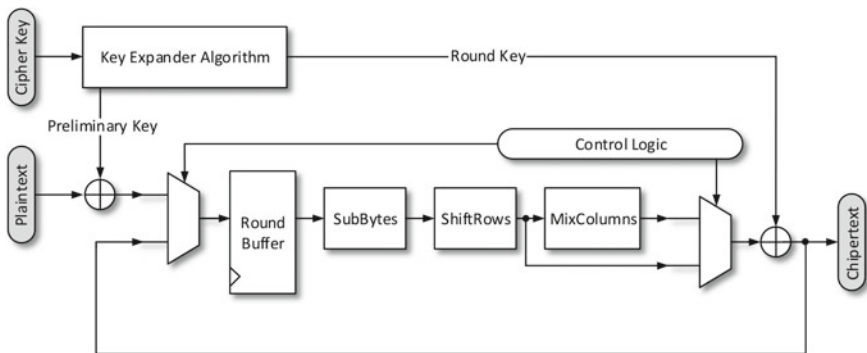 Cipher Key
Key Expander Algorithm
Round Key
Preliminary Key
Control Logic
Plaintext
Round
Buffer
SubBytes
ShiftRows
MixColumns
Chipertext